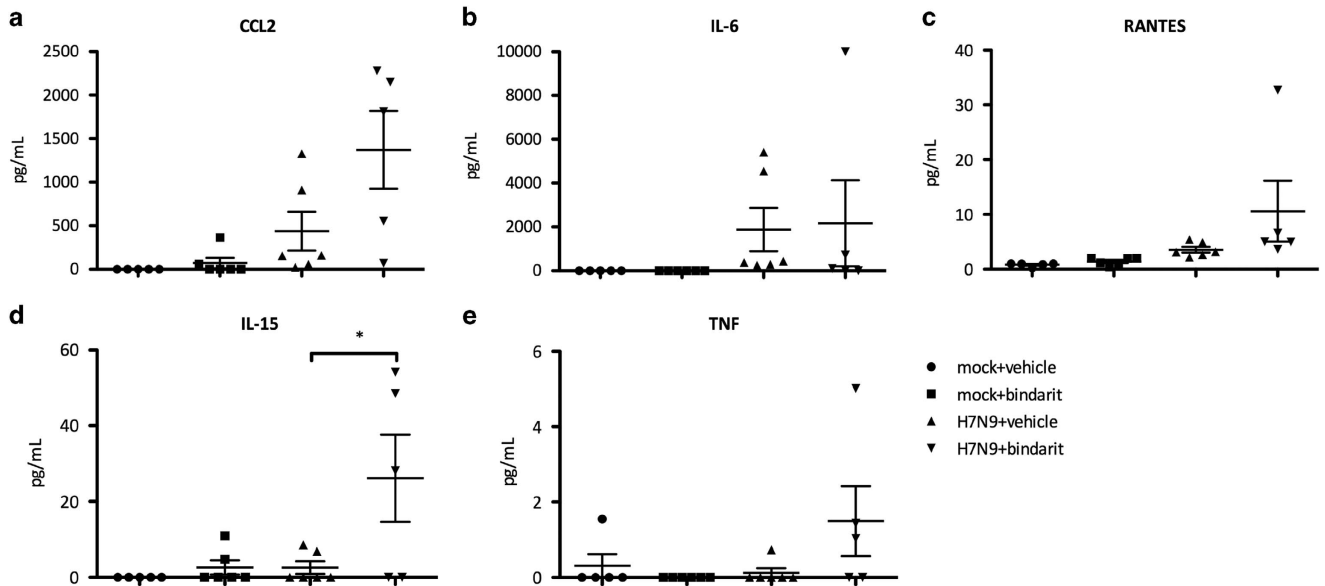 a
CCL2
2500
2000
1500
1000
500
0
pg/mL
b
IL-6
10000
8000
6000
4000
2000
0
pg/mL
c
RANTES
40
30
20
10
0
pg/mL
d
IL-15
*
60
40
20
0
pg/mL
e
TNF
6
4
2
0
pg/mL
mock+vehicle
mock+bindarit
H7N9+vehicle
H7N9+bindarit